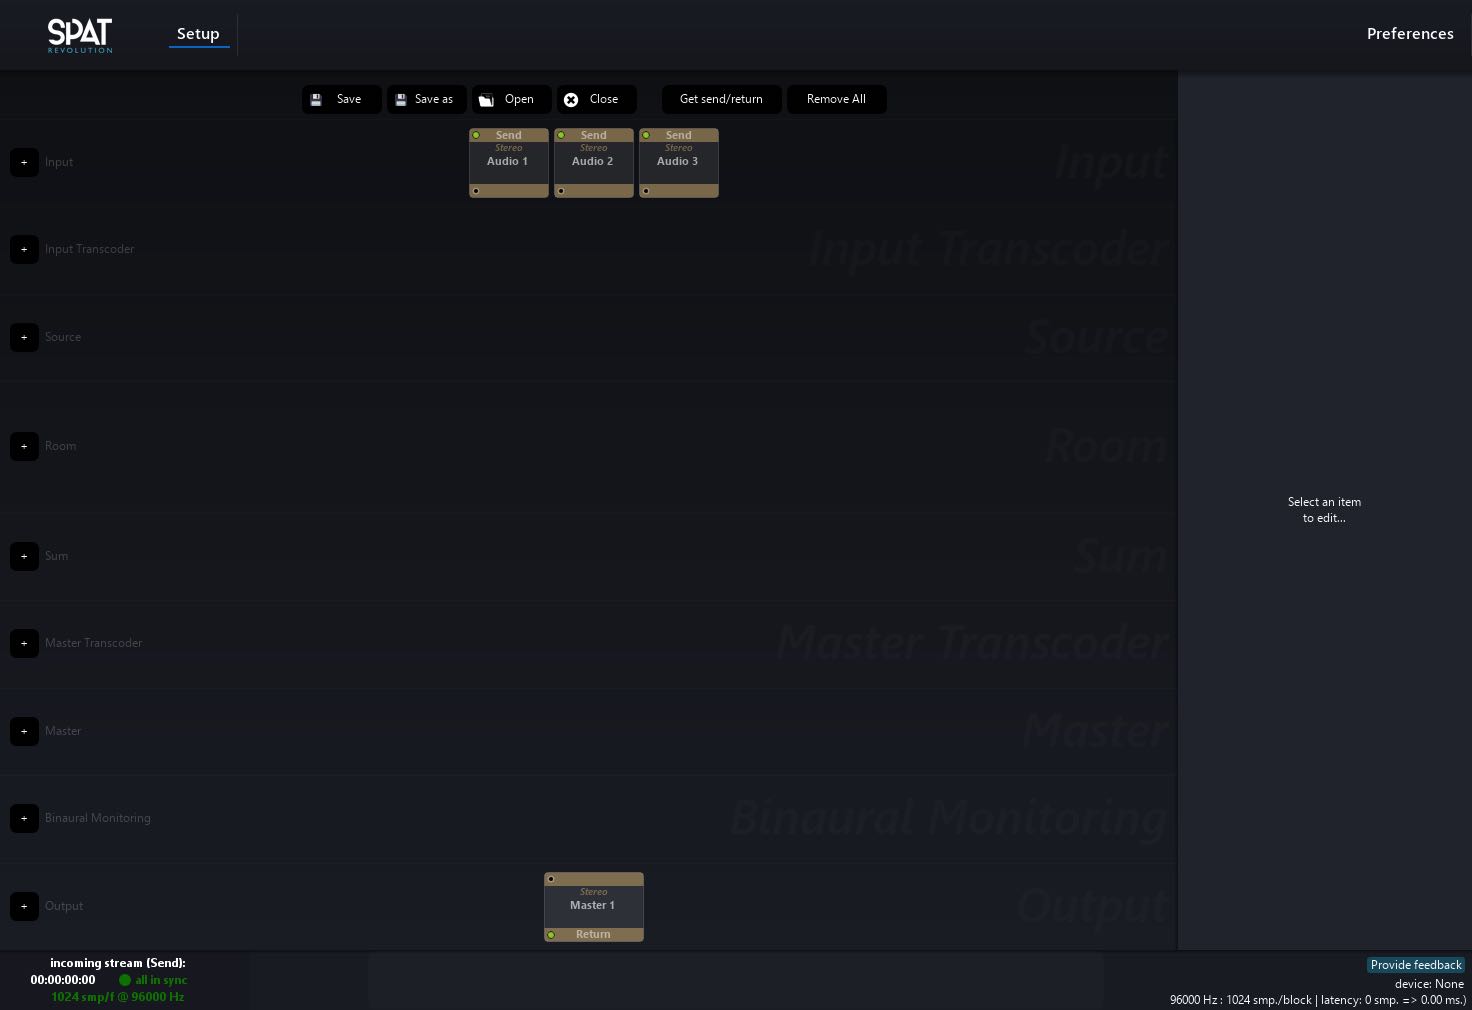 SPAT
REVOLUTION
Setup
Preferences
Save
Save as
Open
Close
Get send/return
Remove All
Send
Stereo
Audio 1
Send
Stereo
Audio 2
Send
Stereo
Audio 3
+ Input
Input
+ Input Transcoder
Input Transcoder
+ Source
Source
+ Room
Room
Select an item
to edit...
+ Sum
Sum
+ Master Transcoder
Master Transcoder
+ Master
Master
+ Binaural Monitoring
Binaural Monitoring
+ Output
Stereo
Master 1
Return
Output
incoming stream (Send):
00:00:00:00 all in sync
1024 smp/f @ 96000 Hz
Provide feedback
device: None
96000 Hz : 1024 smp./block | latency: 0 smp. => 0.00 ms.)